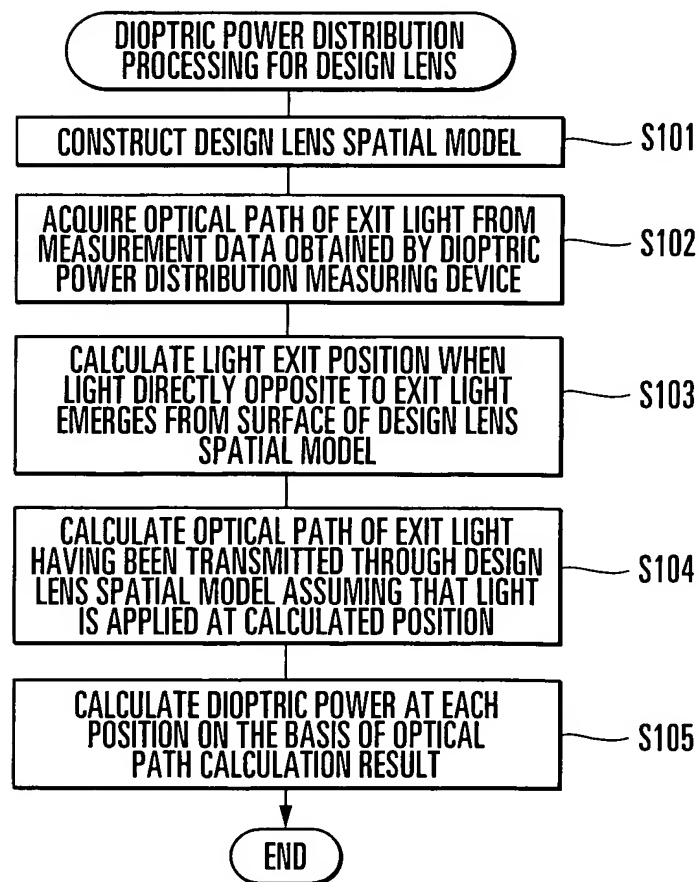 DIOPTRIC POWER DISTRIBUTION
PROCESSING FOR DESIGN LENS
CONSTRUCT DESIGN LENS SPATIAL MODEL
S101
ACQUIRE OPTICAL PATH OF EXIT LIGHT FROM
MEASUREMENT DATA OBTAINED BY DIOPTRIC
POWER DISTRIBUTION MEASURING DEVICE
S102
CALCULATE LIGHT EXIT POSITION WHEN
LIGHT DIRECTLY OPPOSITE TO EXIT LIGHT
EMERGES FROM SURFACE OF DESIGN LENS
SPATIAL MODEL
S103
CALCULATE OPTICAL PATH OF EXIT LIGHT
HAVING BEEN TRANSMITTED THROUGH DESIGN
LENS SPATIAL MODEL ASSUMING THAT LIGHT
IS APPLIED AT CALCULATED POSITION
S104
CALCULATE DIOPTRIC POWER AT EACH
POSITION ON THE BASIS OF OPTICAL
PATH CALCULATION RESULT
S105
END